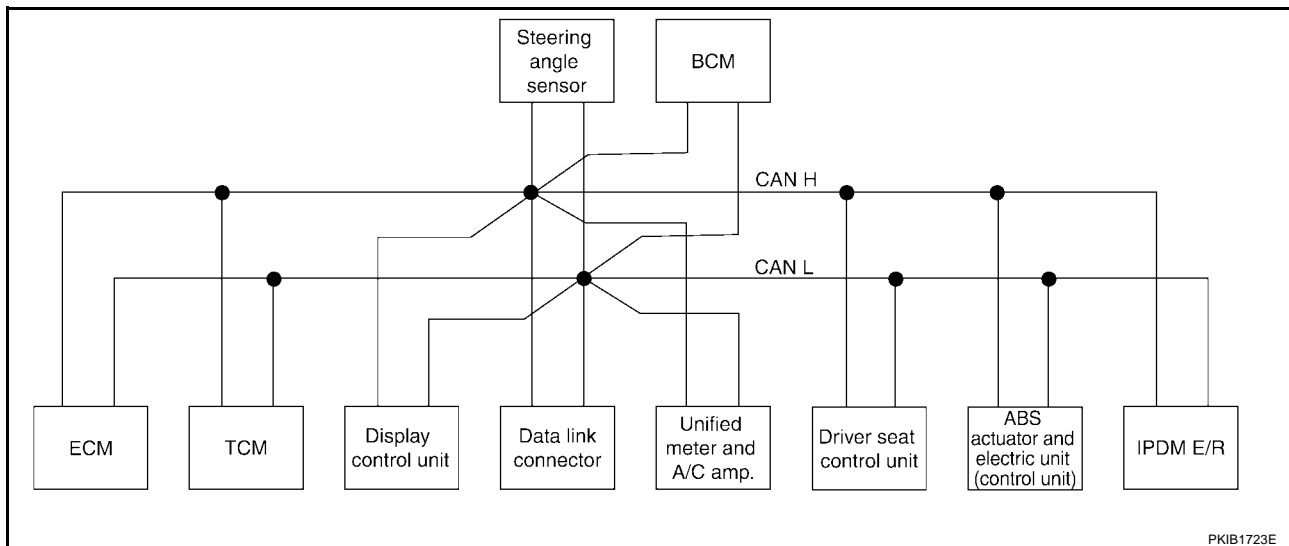 Steering
angle
sensor
BCM
CAN H
CAN L
ECM
TCM
Display
control unit
Data link
connector
Unified
meter and
A/C amp.
Driver seat
control unit
ABS
actuator and
electric unit
(control unit)
IPDM E/R
PKIB1723E